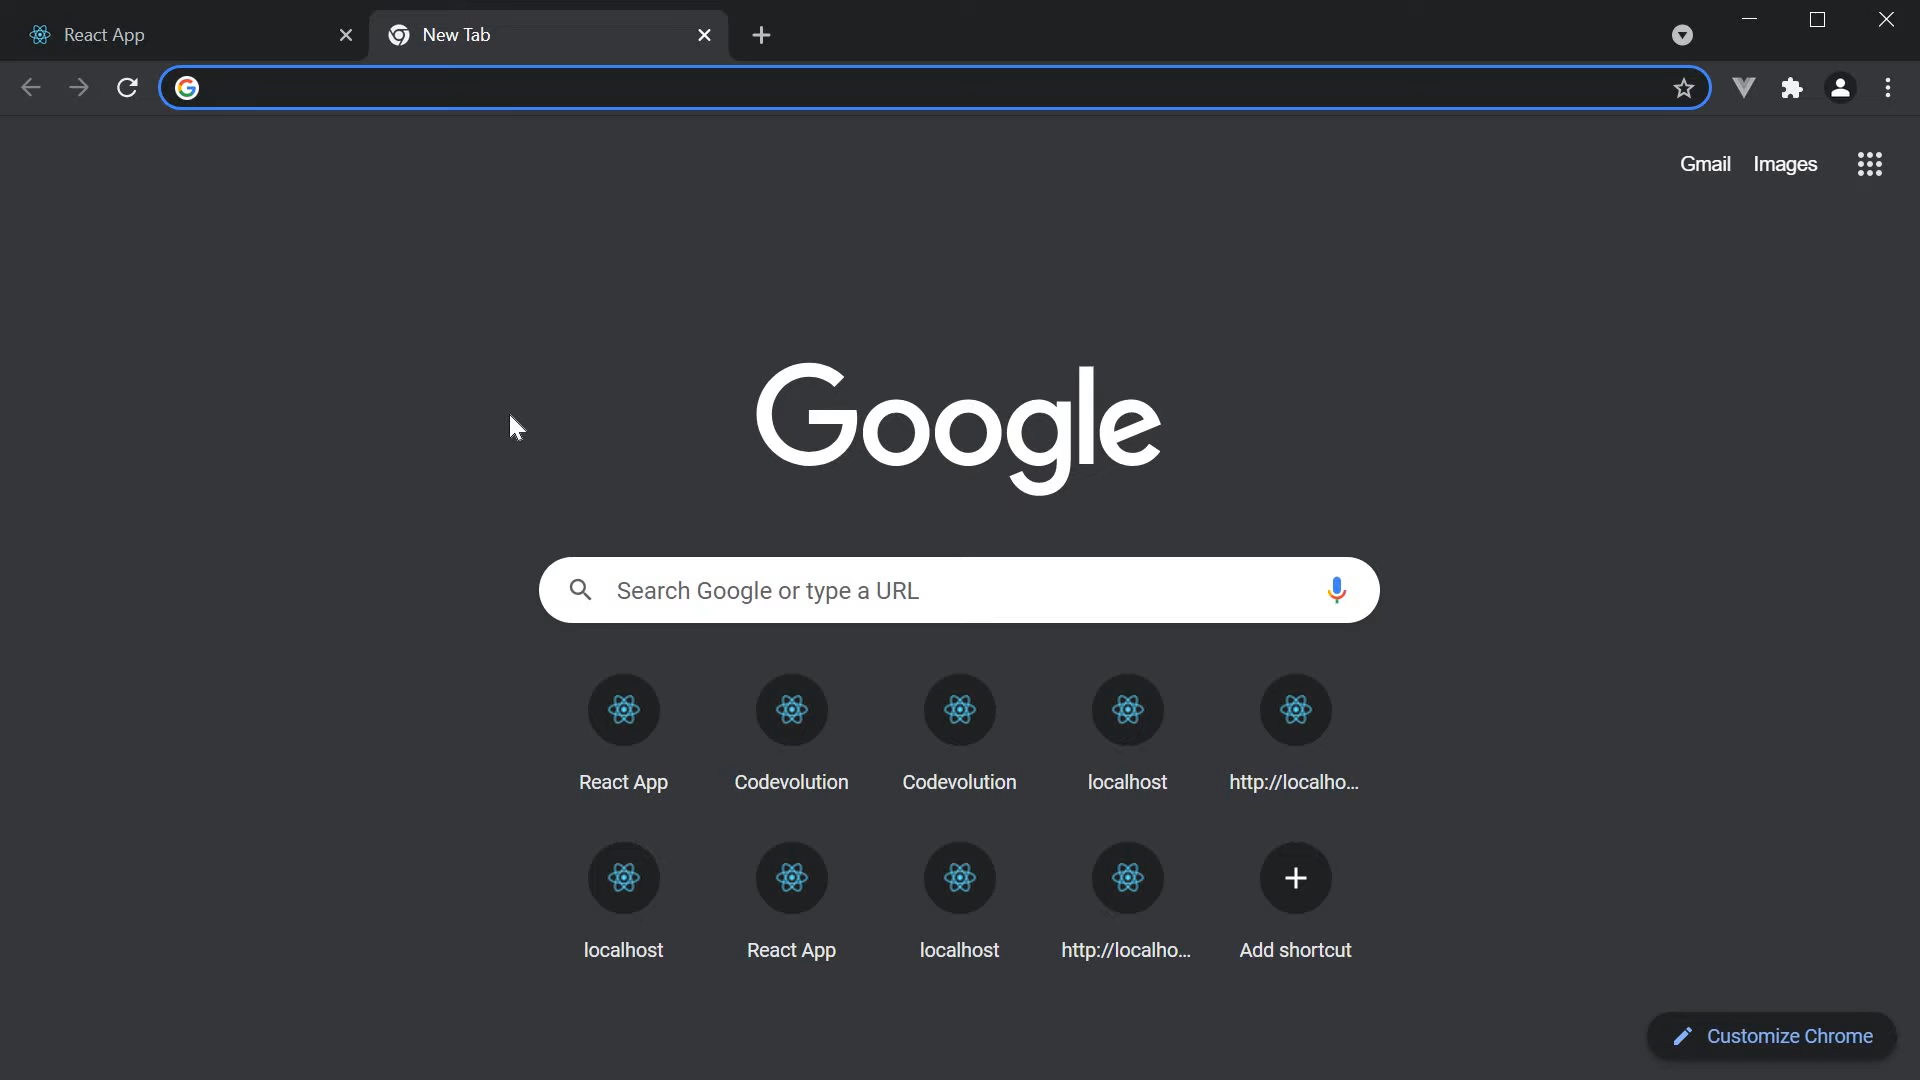 React App
New Tab
Gmail Images
Google
Search Google or type a URL
React App Codevolution Codevolution localhost http://localho...
localhost React App localhost http://localho... Add shortcut
Customize Chrome